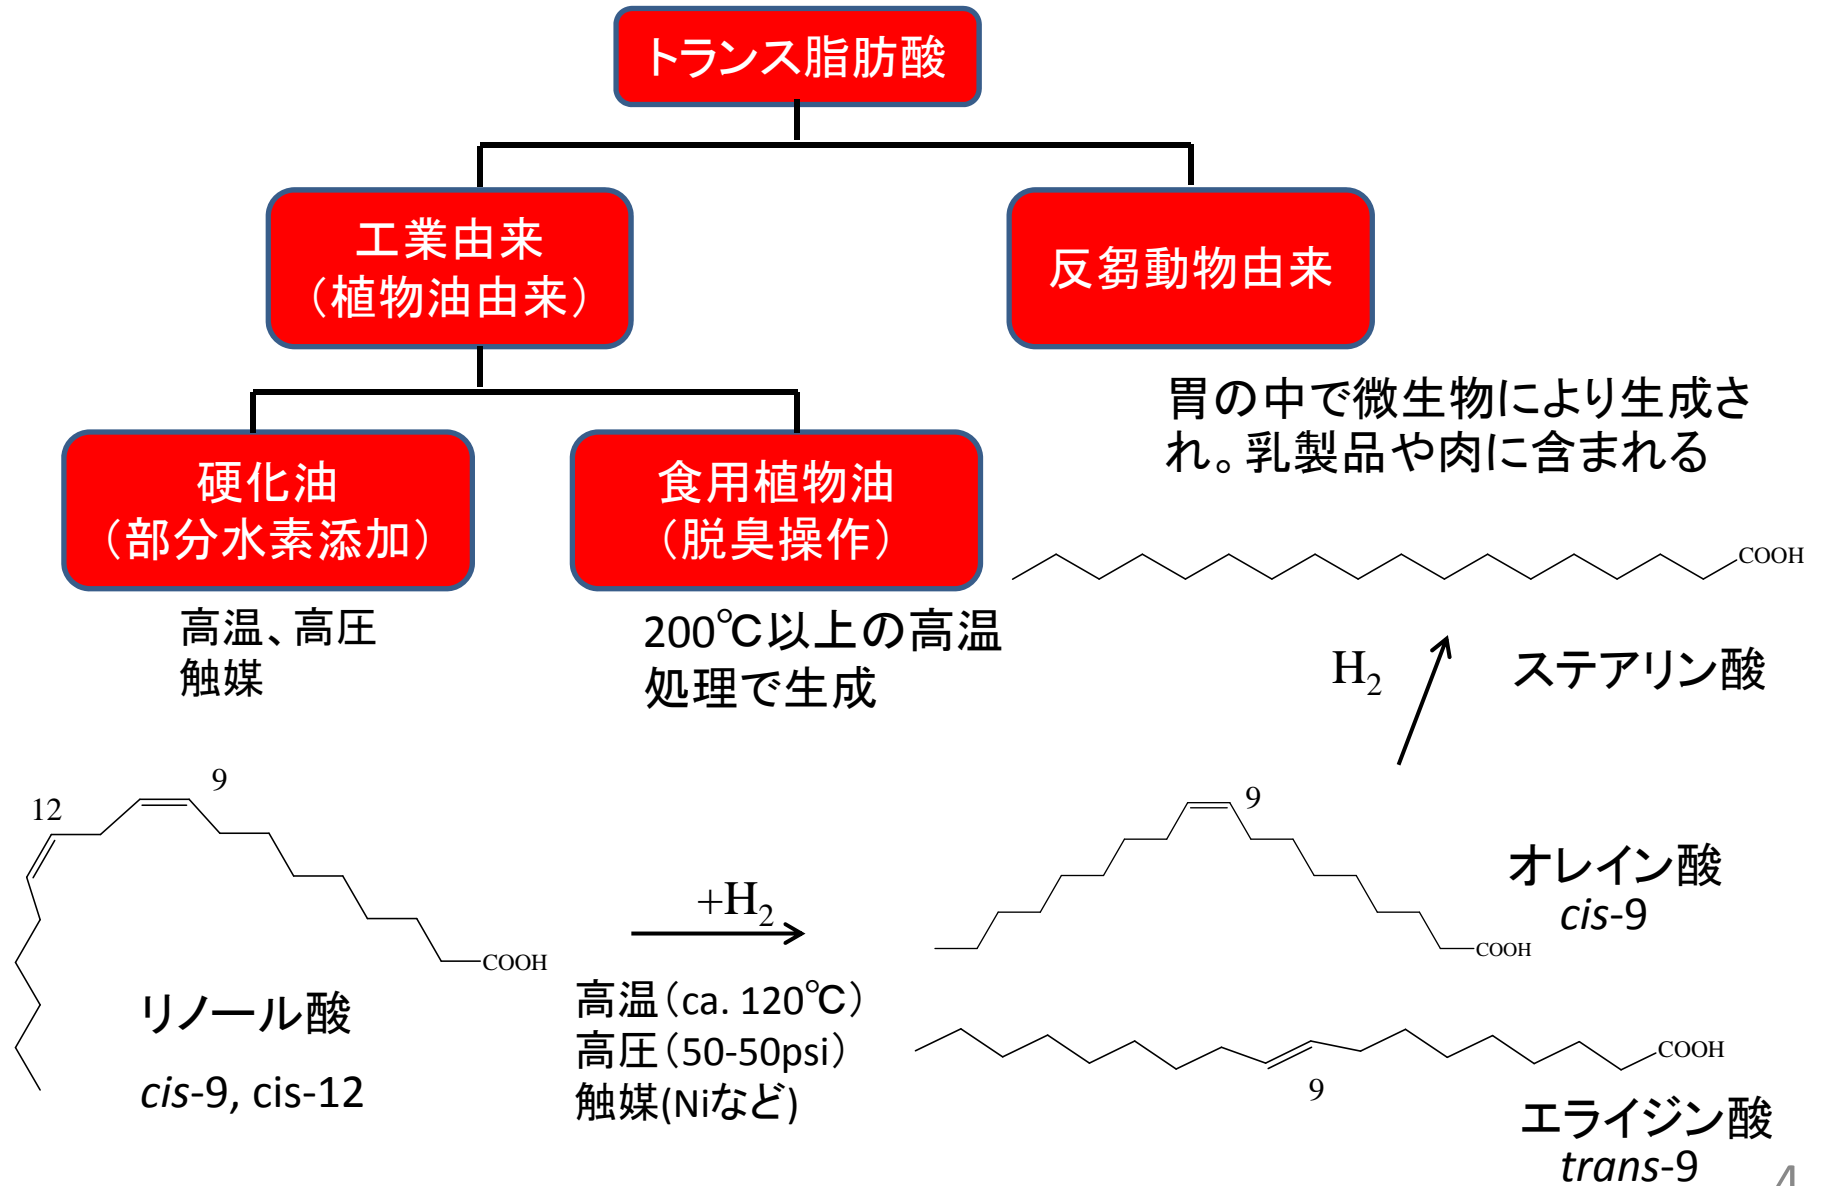 トランス脂肪酸
工業由来
（植物油由来）
反芻動物由来
胃の中で微生物により生成さ
れ。乳製品や肉に含まれる
硬化油
（部分水素添加）
食用植物油
（脱臭操作）
高温、高圧
触媒
200℃以上の高温
処理で生成
COOH
H2
ステアリン酸
12
9
COOH
リノール酸
cis-9, cis-12
+H2
高温（ca. 120℃）
高圧（50-50psi）
触媒(Niなど)
9
COOH
オレイン酸
cis-9
9
COOH
エライジン酸
trans-9
4